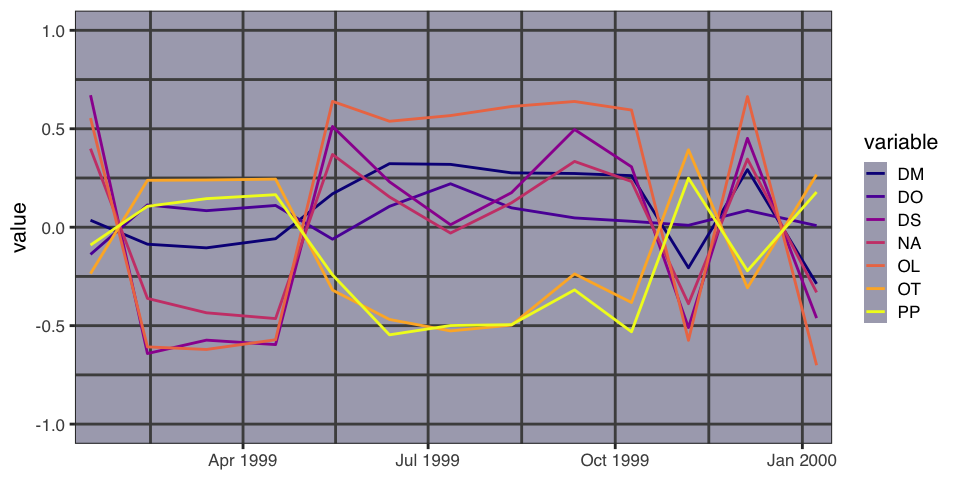 1.0
0.5
0.0
-0.5
-1.0
value
Apr 1999
Jul 1999
Oct 1999
Jan 2000
variable
DM
DO
DS
NA
OL
OT
PP